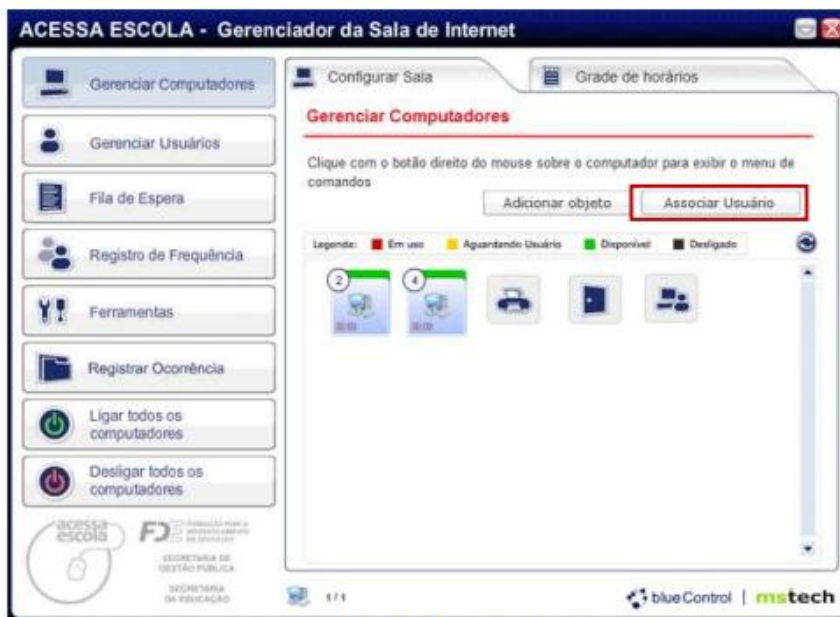 ACESSA ESCOLA - Gerenciador da Sala de Internet
Gerenciar Computadores
Gerenciar Usuários
Fila de Espera
Registro de Frequência
Ferramentas
Registrar Ocorrência
Ligar todos os
computadores
Desligar todos os
computadores
acessa
escola
FDE
SECRETARIA DE
GESTÃO PÚBLICA
SECRETARIA
DA EDUCAÇÃO
Configurar Sala
Grade de horários
Gerenciar Computadores
Clique com o botão direito do mouse sobre o computador para exibir o menu de
comandos
Adicionar objeto
Associar Usuário
Legenda: Em uso Aguardando Usuário Disponível Desligado
2 4
1/1
blueControl | mstech